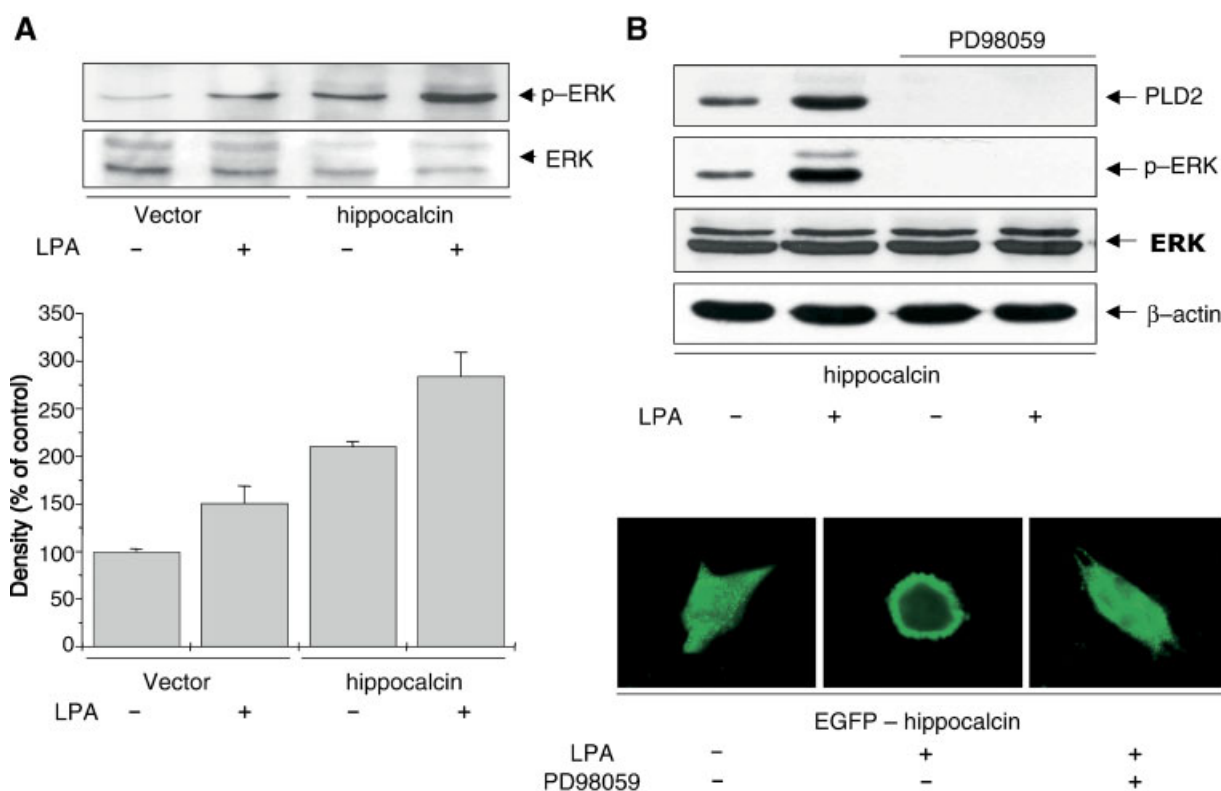 A
p–ERK
ERK
Vector hippocalcin
LPA – + – +
350
300
250
200
150
100
50
0
Density (% of control)
Vector hippocalcin
LPA – + – +
B
PD98059
PLD2
p–ERK
ERK
β–actin
hippocalcin
LPA – + – +
EGFP – hippocalcin
LPA – + +
PD98059 – – +